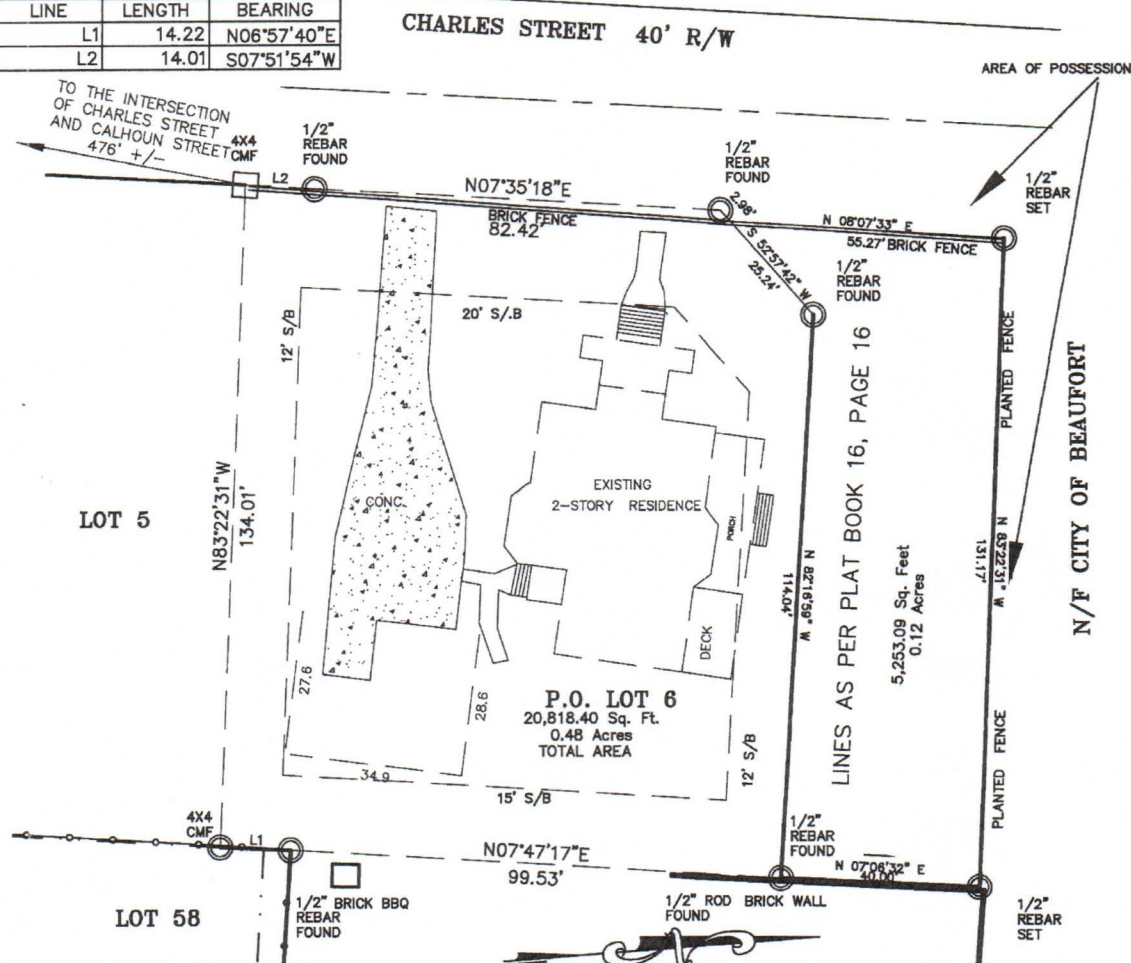 LINE LENGTH BEARING
L1 14.22 N06°57'40"E
L2 14.01 S07°51'54"W
CHARLES STREET 40' R/W
AREA OF POSSESSION
TO THE INTERSECTION
OF CHARLES STREET
AND CALHOUN STREET
476' +/-
4X4
CMF
L2
1/2"
REBAR
FOUND
N07°35'18"E
BRICK FENCE
82.42'
1/2"
REBAR
FOUND
2.98'
S 52°57'42" W
25.24'
N 08°07'33" E
55.27' BRICK FENCE
1/2"
REBAR
SET
1/2"
REBAR
FOUND
12' S/B
20' S/.B
PLANTED FENCE
LOT 5
N83°22'31"W
134.01'
CONC.
EXISTING
2-STORY RESIDENCE
PORCH
DECK
N 82°16'59" W
114.04'
LINES AS PER PLAT BOOK 16, PAGE 16
5,253.09 Sq. Feet
0.12 Acres
N 83°22'31" W
131.17'
N/F CITY OF BEAUFORT
PLANTED FENCE
27.6
28.6
34.9
P.O. LOT 6
20,818.40 Sq. Ft.
0.48 Acres
TOTAL AREA
12' S/B
15' S/B
4X4
CMF
L1
N07°47'17"E
99.53'
1/2"
REBAR
FOUND
N 07°06'32" E
40.00'
LOT 58
1/2" BRICK BBQ
REBAR
FOUND
1/2" ROD BRICK WALL
FOUND
1/2"
REBAR
SET